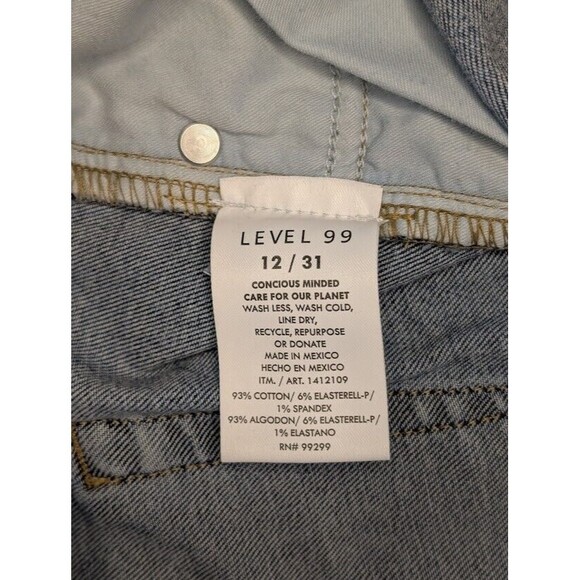 LEVEL 99
12 / 31
CONCIOUS MINDED
CARE FOR OUR PLANET
WASH LESS, WASH COLD,
LINE DRY,
RECYCLE, REPURPOSE
OR DONATE
MADE IN MEXICO
HECHO EN MEXICO
ITM. / ART. 1412109
93% COTTON/ 6% ELASTERELL-P/
1% SPANDEX
93% ALGODON/ 6% ELASTERELL-P/
1% ELASTANO
RN# 99299